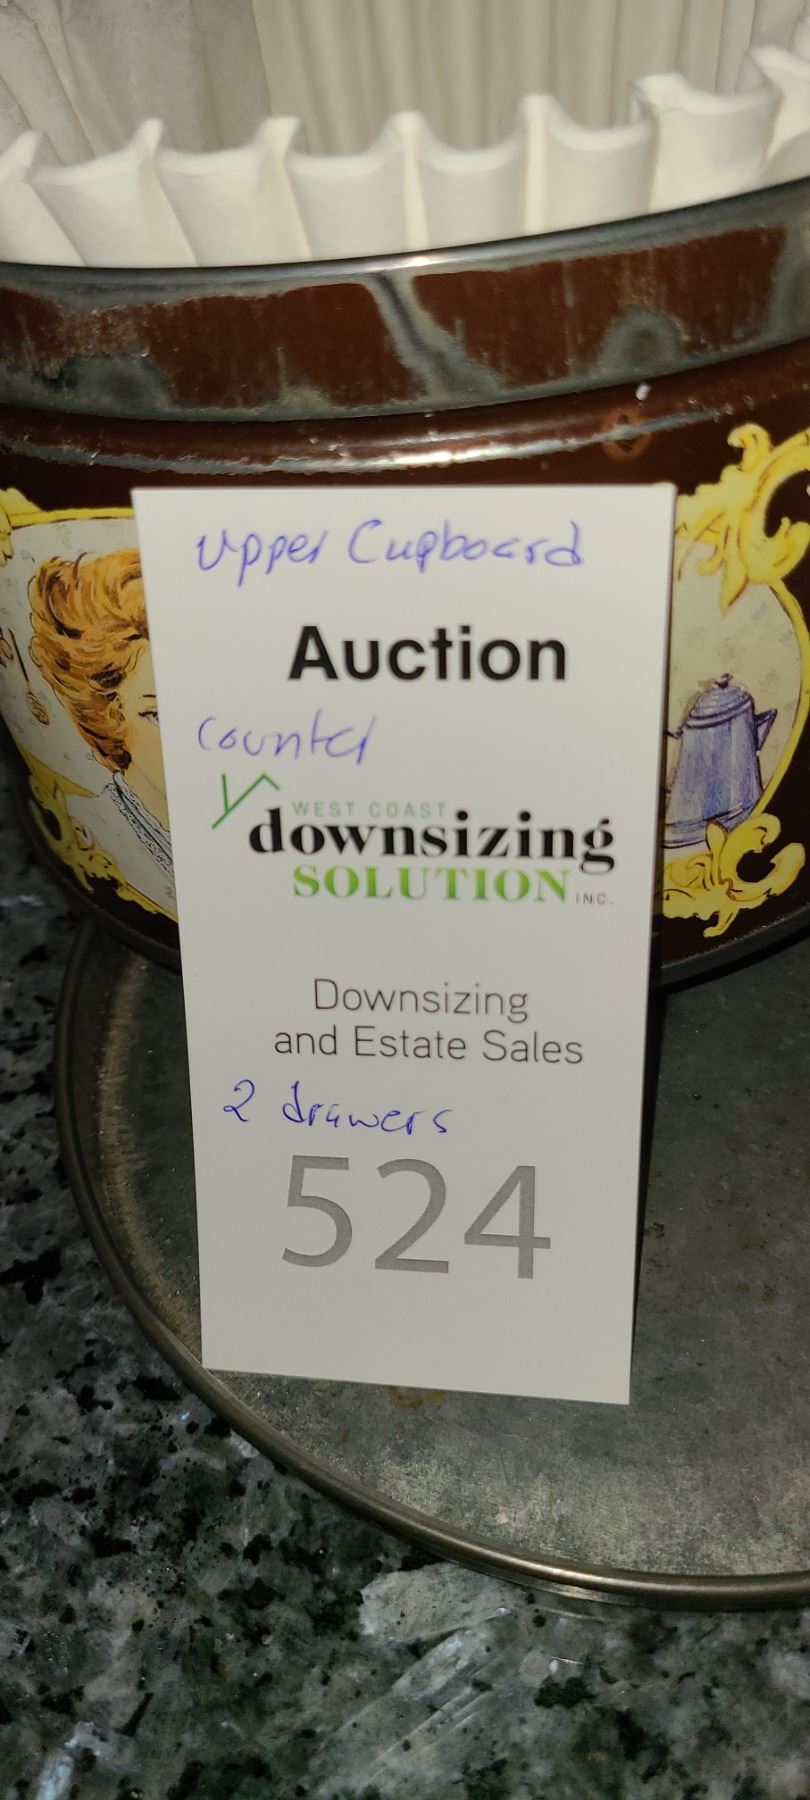 Upper Cupboard
Auction
Counter
WEST COAST
downsizing
SOLUTION INC.
Downsizing
and Estate Sales
2 drawers
524